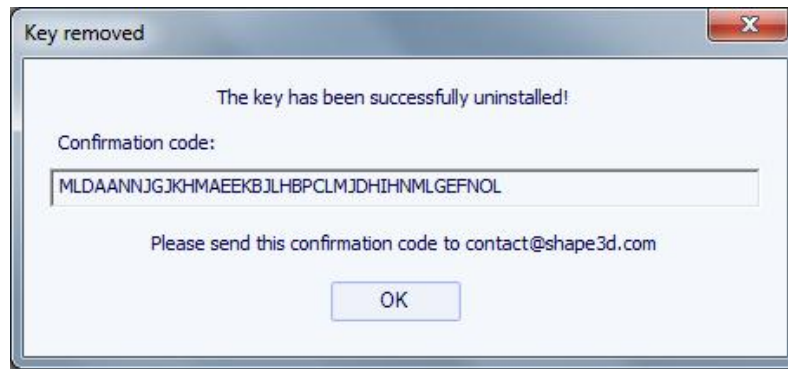 Key removed
The key has been successfully uninstalled!
Confirmation code:
MLDAANNJGJKHMAEEKBJLHBPCLMJDHIHNMLGEFNOL
Please send this confirmation code to contact@shape3d.com
OK